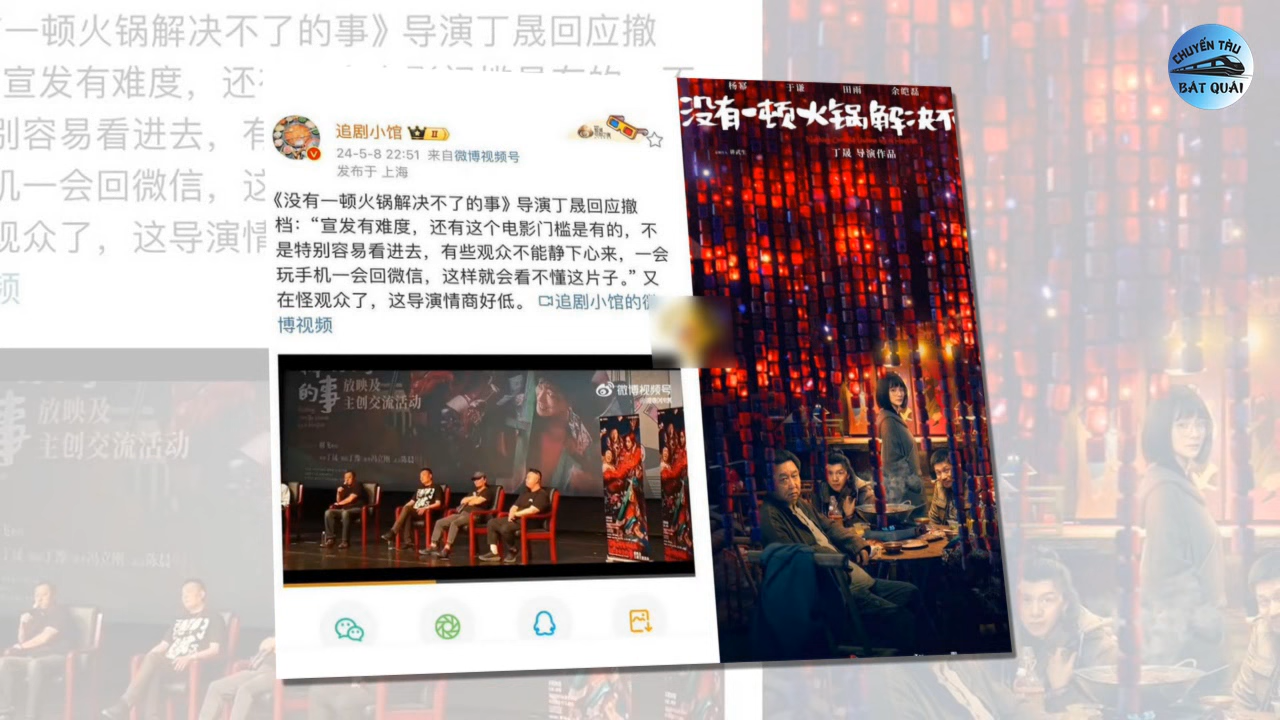 一顿火锅解决不了的事》导演丁晟回应撤
宣发有难度，还
别容易看进去，有
机一会回微信，这
观众了，这导演情
频
CHUYẾN TÀU
BÁT QUÁI
追剧小馆
II
24-5-8 22:51 来自微博视频号
发布于 上海
《没有一顿火锅解决不了的事》导演丁晟回应撤
档：“宣发有难度，还有这个电影门槛是有的，不
是特别容易看进去，有些观众不能静下心来，一会
玩手机一会回微信，这样就会看不懂这片子。”又
在怪观众了，这导演情商好低。 追剧小馆的微
博视频
的事
放映及
主创交流活动
微博视频号
杨幂 于谦 田雨 余皑磊
没有一顿火锅解决不
丁晟 导演作品
事
放映及
主创交流活动